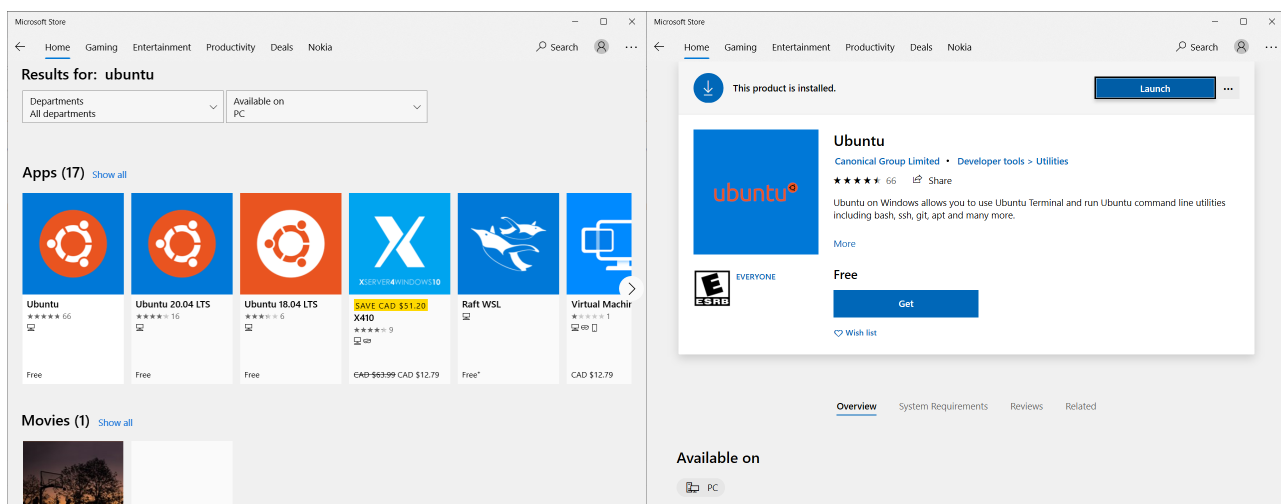 Microsoft Store
Home Gaming Entertainment Productivity Deals Nokia Search
Results for: ubuntu
Departments
All departments
Available on
PC
Apps (17) Show all
XSERVER4WINDOWS10
Ubuntu
66
Free
Ubuntu 20.04 LTS
16
Free
Ubuntu 18.04 LTS
6
Free
SAVE CAD $51.20
X410
9
CAD $63.99 CAD $12.79
Raft WSL
Free+
Virtual Machin
1
CAD $12.79
Movies (1) Show all
Microsoft Store
Home Gaming Entertainment Productivity Deals Nokia Search
This product is installed. Launch
ubuntu
Ubuntu
Canonical Group Limited • Developer tools > Utilities
66 Share
Ubuntu on Windows allows you to use Ubuntu Terminal and run Ubuntu command line utilities
including bash, ssh, git, apt and many more.
More
E
ESRB
EVERYONE
Free
Get
Wish list
Overview System Requirements Reviews Related
Available on
PC